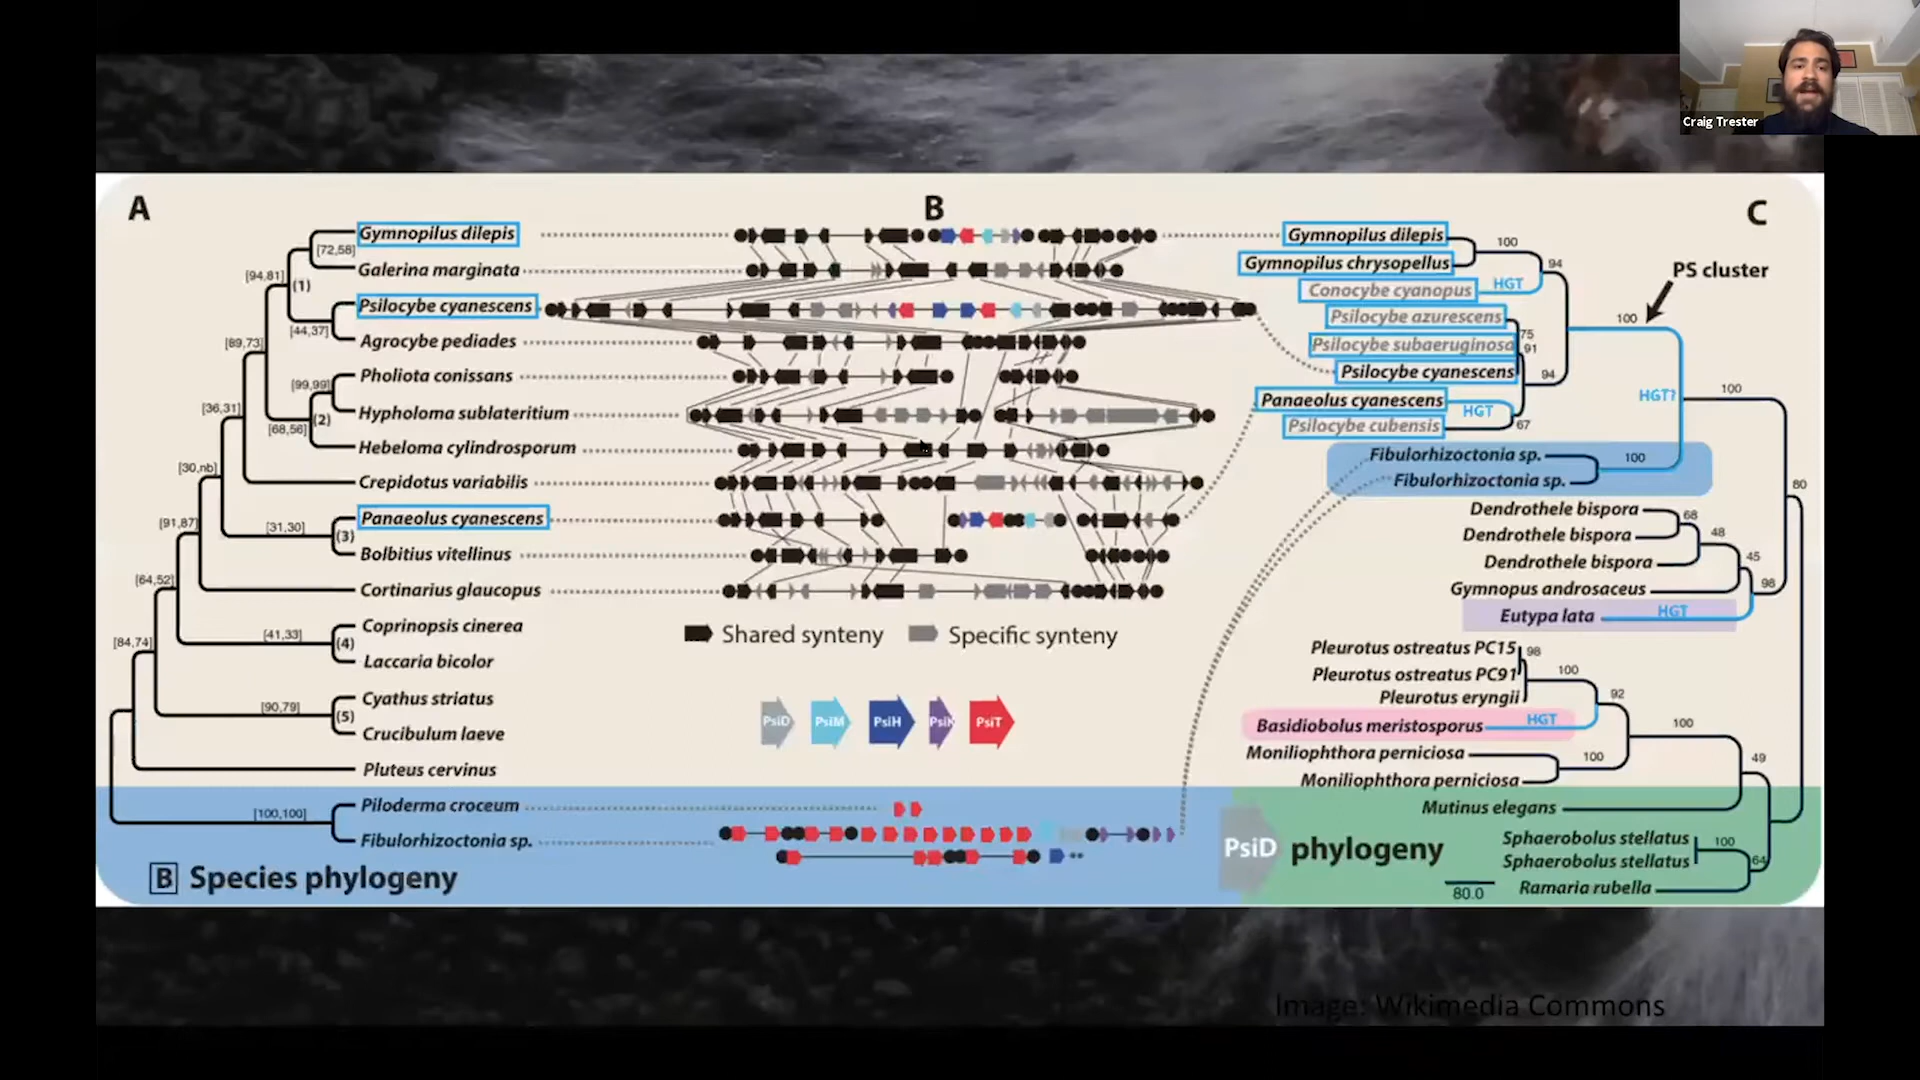 Craig Trester
A
B
C
Gymnopilus dilepis
[72,58]
Galerina marginata
[94,81]
(1)
Psilocybe cyanescens
[44,37]
Agrocybe pediades
[89,73]
Pholiota conissans
[99,99]
(2)
Hypholoma sublateritium
[36,31]
[68,56]
Hebeloma cylindrosporum
[30,nb]
Crepidotus variabilis
Panaeolus cyanescens
[91,87]
[31,30]
(3)
Bolbitius vitellinus
[64,52]
Cortinarius glaucopus
Coprinopsis cinerea
[41,33]
(4)
[84,74]
Laccaria bicolor
Cyathus striatus
[90,79]
(5)
Crucibulum laeve
Pluteus cervinus
Piloderma croceum
[100,100]
Fibulorhizoctonia sp.
B Species phylogeny
Shared synteny
Specific synteny
PsiD
PsiM
PsiH
PsiK
PsiT
Gymnopilus dilepis
100
Gymnopilus chrysopellus
94
PS cluster
Conocybe cyanopus
HGT
Psilocybe azurescens
100
75
Psilocybe subaeruginosa
91
Psilocybe cyanescens
94
100
HGT?
Panaeolus cyanescens
HGT
Psilocybe cubensis
67
Fibulorhizoctonia sp.
100
Fibulorhizoctonia sp.
80
Dendrothele bispora
68
Dendrothele bispora
48
Dendrothele bispora
45
Gymnopus androsaceus
98
Eutypa lata
HGT
Pleurotus ostreatus PC15
98
Pleurotus ostreatus PC91
100
Pleurotus eryngii
92
Basidiobolus meristosporus
HGT
100
Moniliophthora perniciosa
100
49
Moniliophthora perniciosa
Mutinus elegans
PsiD phylogeny
Sphaerobolus stellatus
100
Sphaerobolus stellatus
64
80.0
Ramaria rubella
Image: Wikimedia Commons